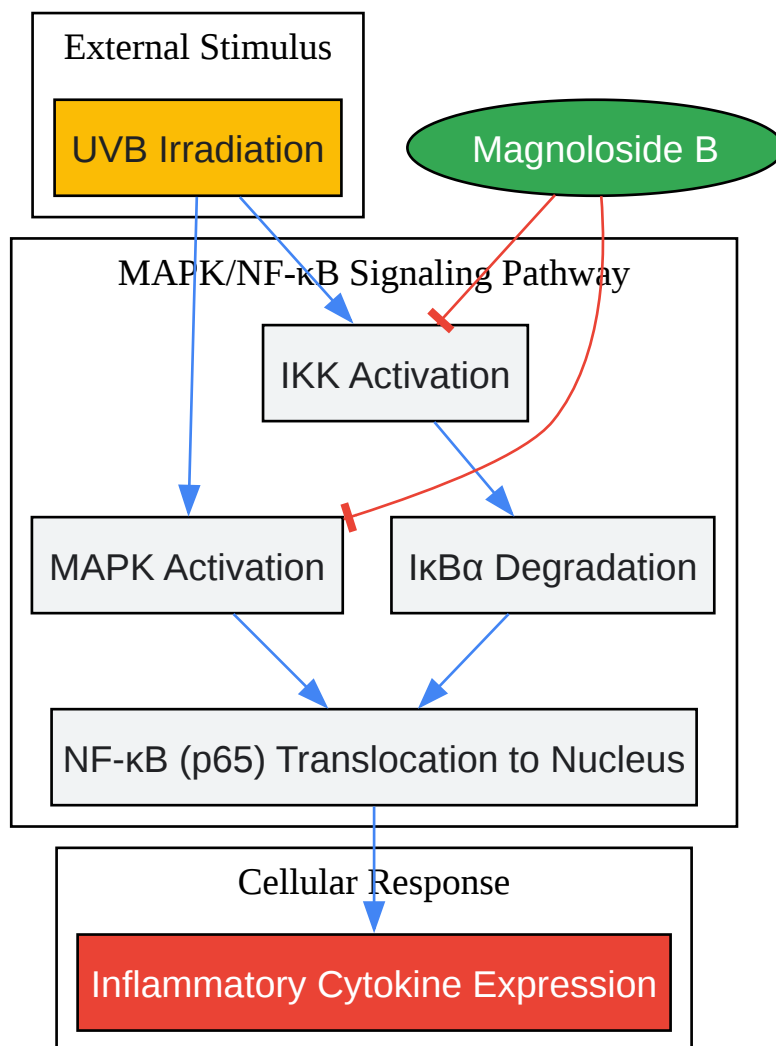 External Stimulus
UVB Irradiation
Magnoloside B
MAPK/NF-κB Signaling Pathway
IKK Activation
MAPK Activation
IκBα Degradation
NF-κB (p65) Translocation to Nucleus
Cellular Response
Inflammatory Cytokine Expression